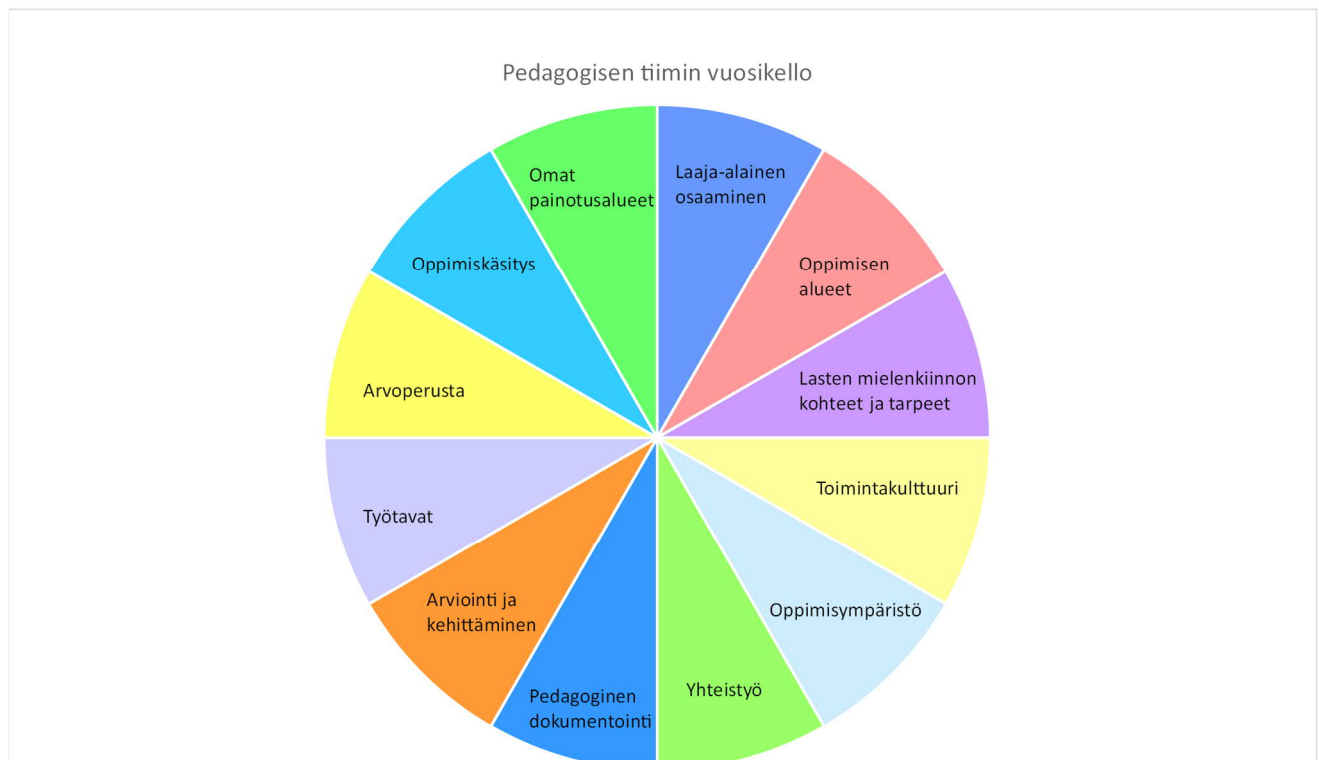 Pedagogisen tiimin vuosikello
Laaja-alainen
osaaminen
Oppimisen
alueet
Lasten mielenkiinnon
kohteet ja tarpeet
Toimintakulttuuri
Oppimisympäristö
Yhteistyö
Pedagoginen
dokumentointi
Arviointi ja
kehittäminen
Työtavat
Arvoperusta
Oppimiskäsitys
Omat
painotusalueet